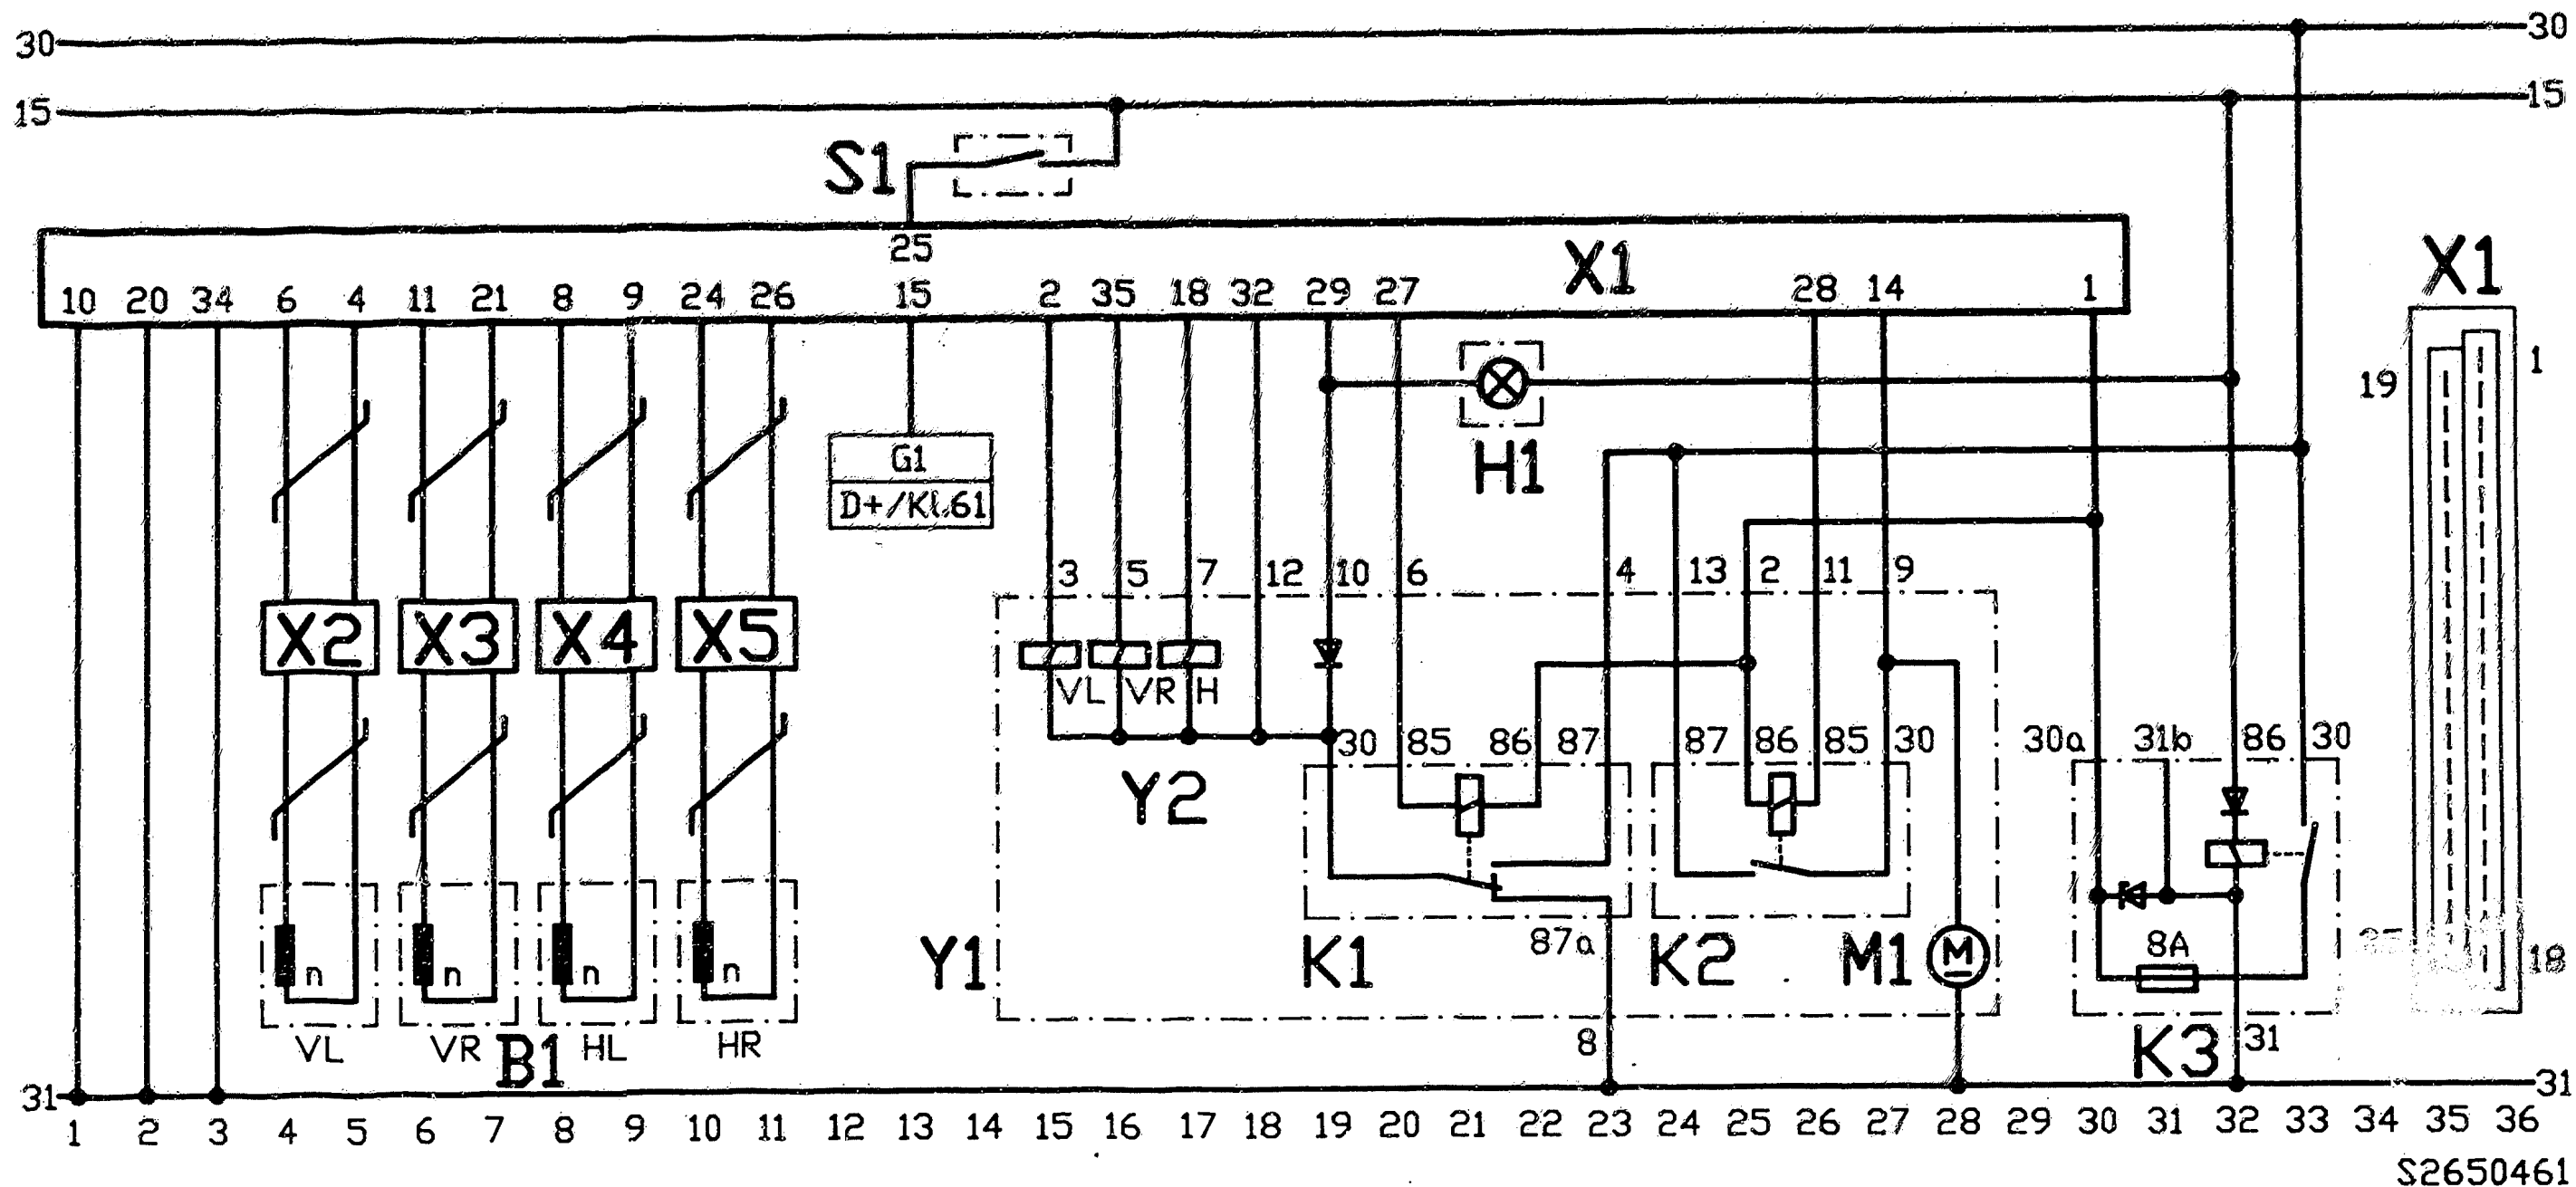 30 30
15 15
S1
25
X1
X1
10 20 34 6 4 11 21 8 9 24 26 15 2 35 18 32 29 27 28 14 1
19 1
G1
D+/Kl.61
H1
3 5 7 12 10 6 4 13 2 11 9
X2 X3 X4 X5
VL VR H
30 85 86 87 87 86 85 30 30a 31b 86 30
Y2
n n n n
Y1 K1 87a K2 M1 M 8A 18
VL VR B1 HL HR
8 K3 31
31 31
1 2 3 4 5 6 7 8 9 10 11 12 13 14 15 16 17 18 19 20 21 22 23 24 25 26 27 28 29 30 31 32 33 34 35 36
S2650461